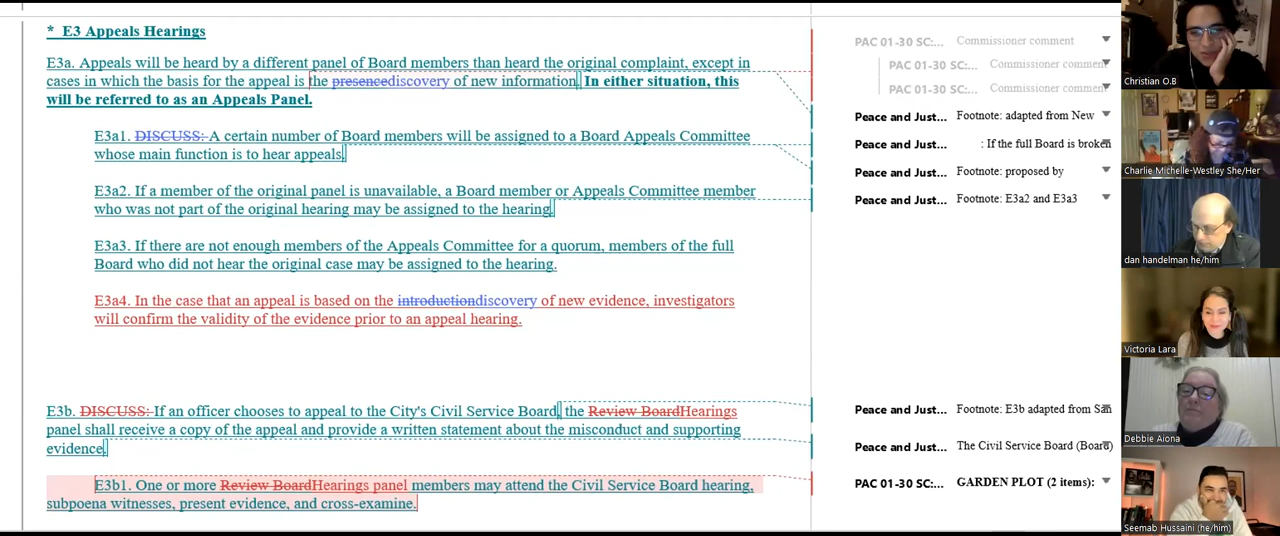 * E3 Appeals Hearings
E3a. Appeals will be heard by a different panel of Board members than heard the original complaint, except in
cases in which the basis for the appeal is the presencediscovery of new information. In either situation, this
will be referred to as an Appeals Panel.
E3a1. DISCUSS: A certain number of Board members will be assigned to a Board Appeals Committee
whose main function is to hear appeals.
E3a2. If a member of the original panel is unavailable, a Board member or Appeals Committee member
who was not part of the original hearing may be assigned to the hearing.
E3a3. If there are not enough members of the Appeals Committee for a quorum, members of the full
Board who did not hear the original case may be assigned to the hearing.
E3a4. In the case that an appeal is based on the introductiondiscovery of new evidence, investigators
will confirm the validity of the evidence prior to an appeal hearing.
E3b. DISCUSS: If an officer chooses to appeal to the City's Civil Service Board, the Review BoardHearings
panel shall receive a copy of the appeal and provide a written statement about the misconduct and supporting
evidence.
E3b1. One or more Review BoardHearings panel members may attend the Civil Service Board hearing,
subpoena witnesses, present evidence, and cross-examine.
PAC 01-30 SC:... Commissioner comment
PAC 01-30 SC:... Commissioner comment
PAC 01-30 SC:... Commissioner comment
Peace and Just... Footnote: adapted from New
Peace and Just... : If the full Board is broken
Peace and Just... Footnote: proposed by
Peace and Just... Footnote: E3a2 and E3a3
Peace and Just... Footnote: E3b adapted from San
Peace and Just... The Civil Service Board (Board)
PAC 01-30 SC:... GARDEN PLOT (2 items):
Christian O.B
Charlie Michelle-Westley She/Her
dan handelman he/him
Victoria Lara
Debbie Aiona
Seemab Hussaini (he/him)